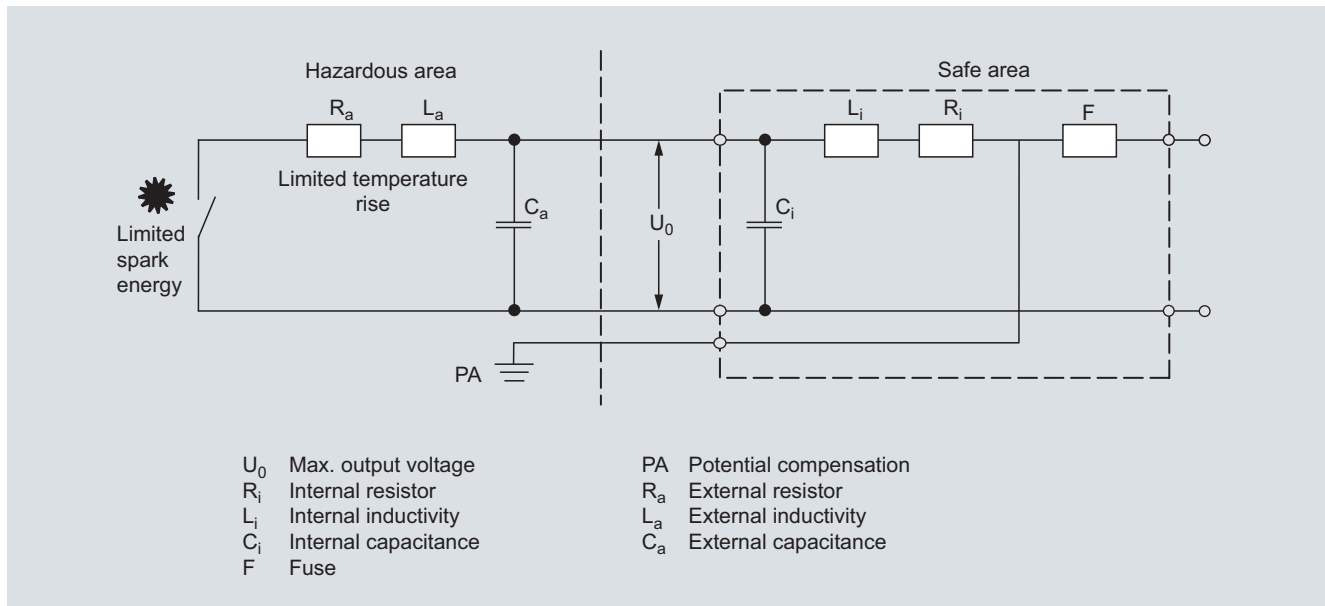 Hazardous area
Safe area
Rₐ
Lₐ
Lᵢ
Rᵢ
F
Limited temperature
rise
Cₐ
U₀
Cᵢ
Limited
spark
energy
PA
U₀ Max. output voltage
Rᵢ Internal resistor
Lᵢ Internal inductivity
Cᵢ Internal capacitance
F Fuse
PA Potential compensation
Rₐ External resistor
Lₐ External inductivity
Cₐ External capacitance